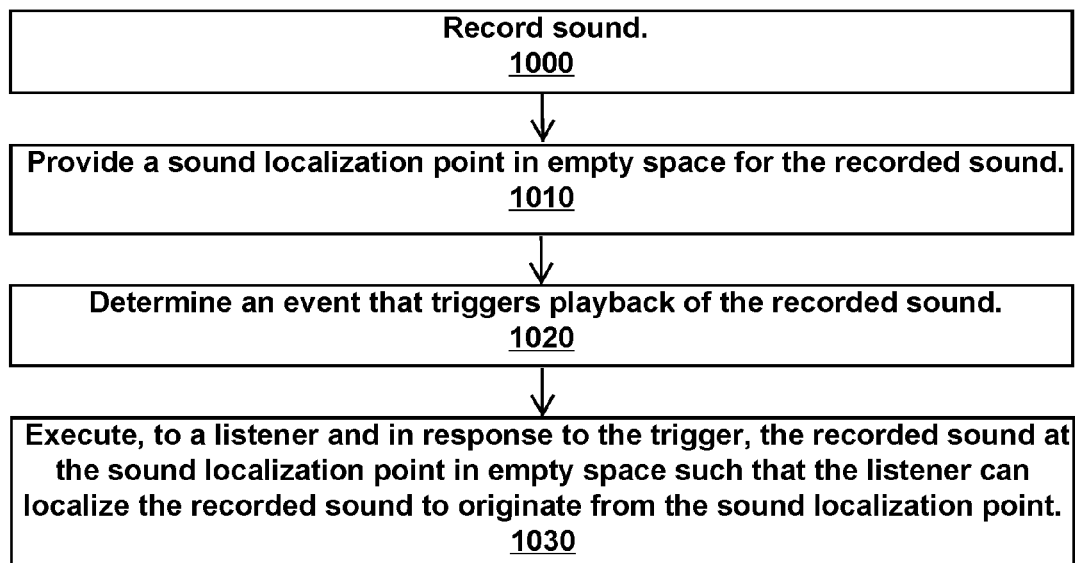 Record sound.
1000
Provide a sound localization point in empty space for the recorded sound.
1010
Determine an event that triggers playback of the recorded sound.
1020
Execute, to a listener and in response to the trigger, the recorded sound at
the sound localization point in empty space such that the listener can
localize the recorded sound to originate from the sound localization point.
1030